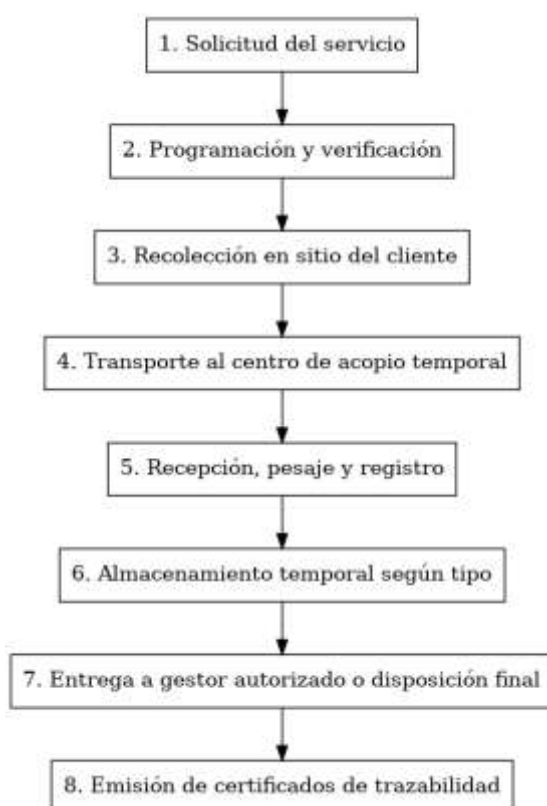 1. Solicitud del servicio
2. Programación y verificación
3. Recolección en sitio del cliente
4. Transporte al centro de acopio temporal
5. Recepción, pesaje y registro
6. Almacenamiento temporal según tipo
7. Entrega a gestor autorizado o disposición final
8. Emisión de certificados de trazabilidad